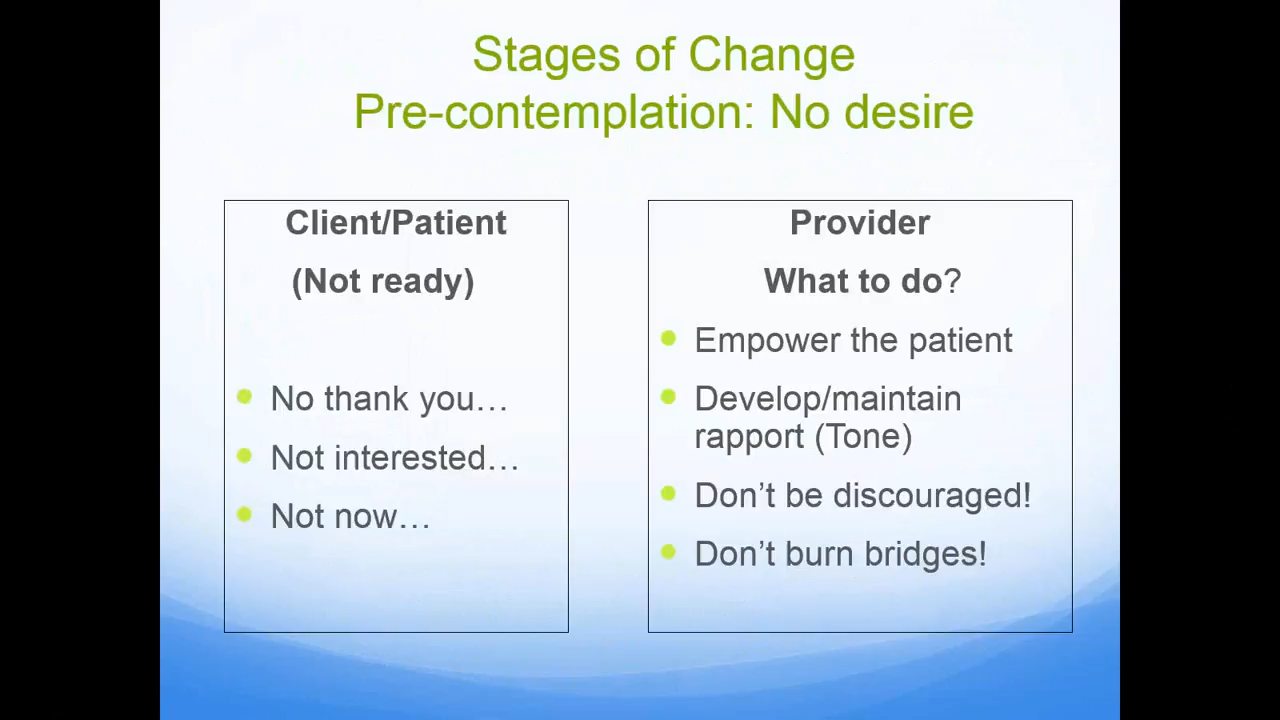 Stages of Change
Pre-contemplation: No desire
Client/Patient
(Not ready)
No thank you…
Not interested…
Not now…
Provider
What to do?
Empower the patient
Develop/maintain
rapport (Tone)
Don’t be discouraged!
Don’t burn bridges!